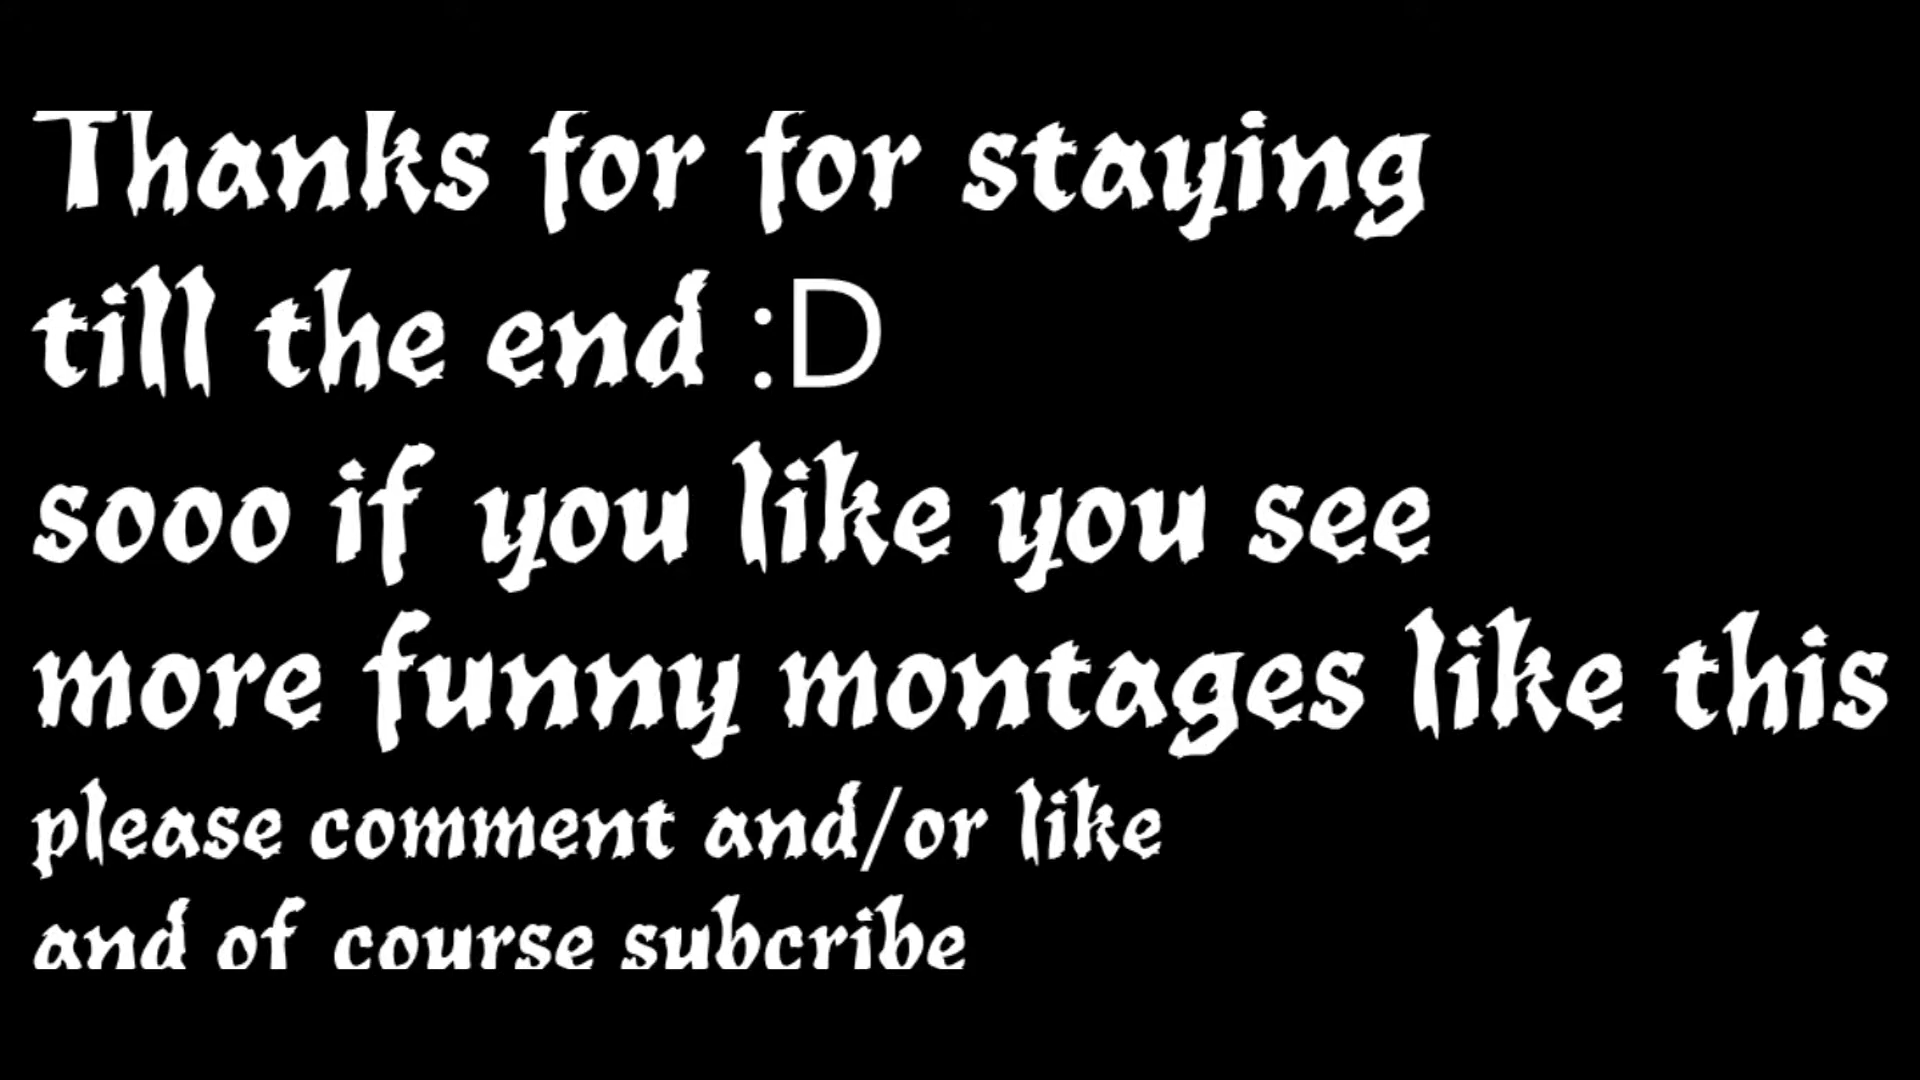 Thanks for for staying
till the end :D
sooo if you like you see
more funny montages like this
please comment and/or like
and of course subcribe